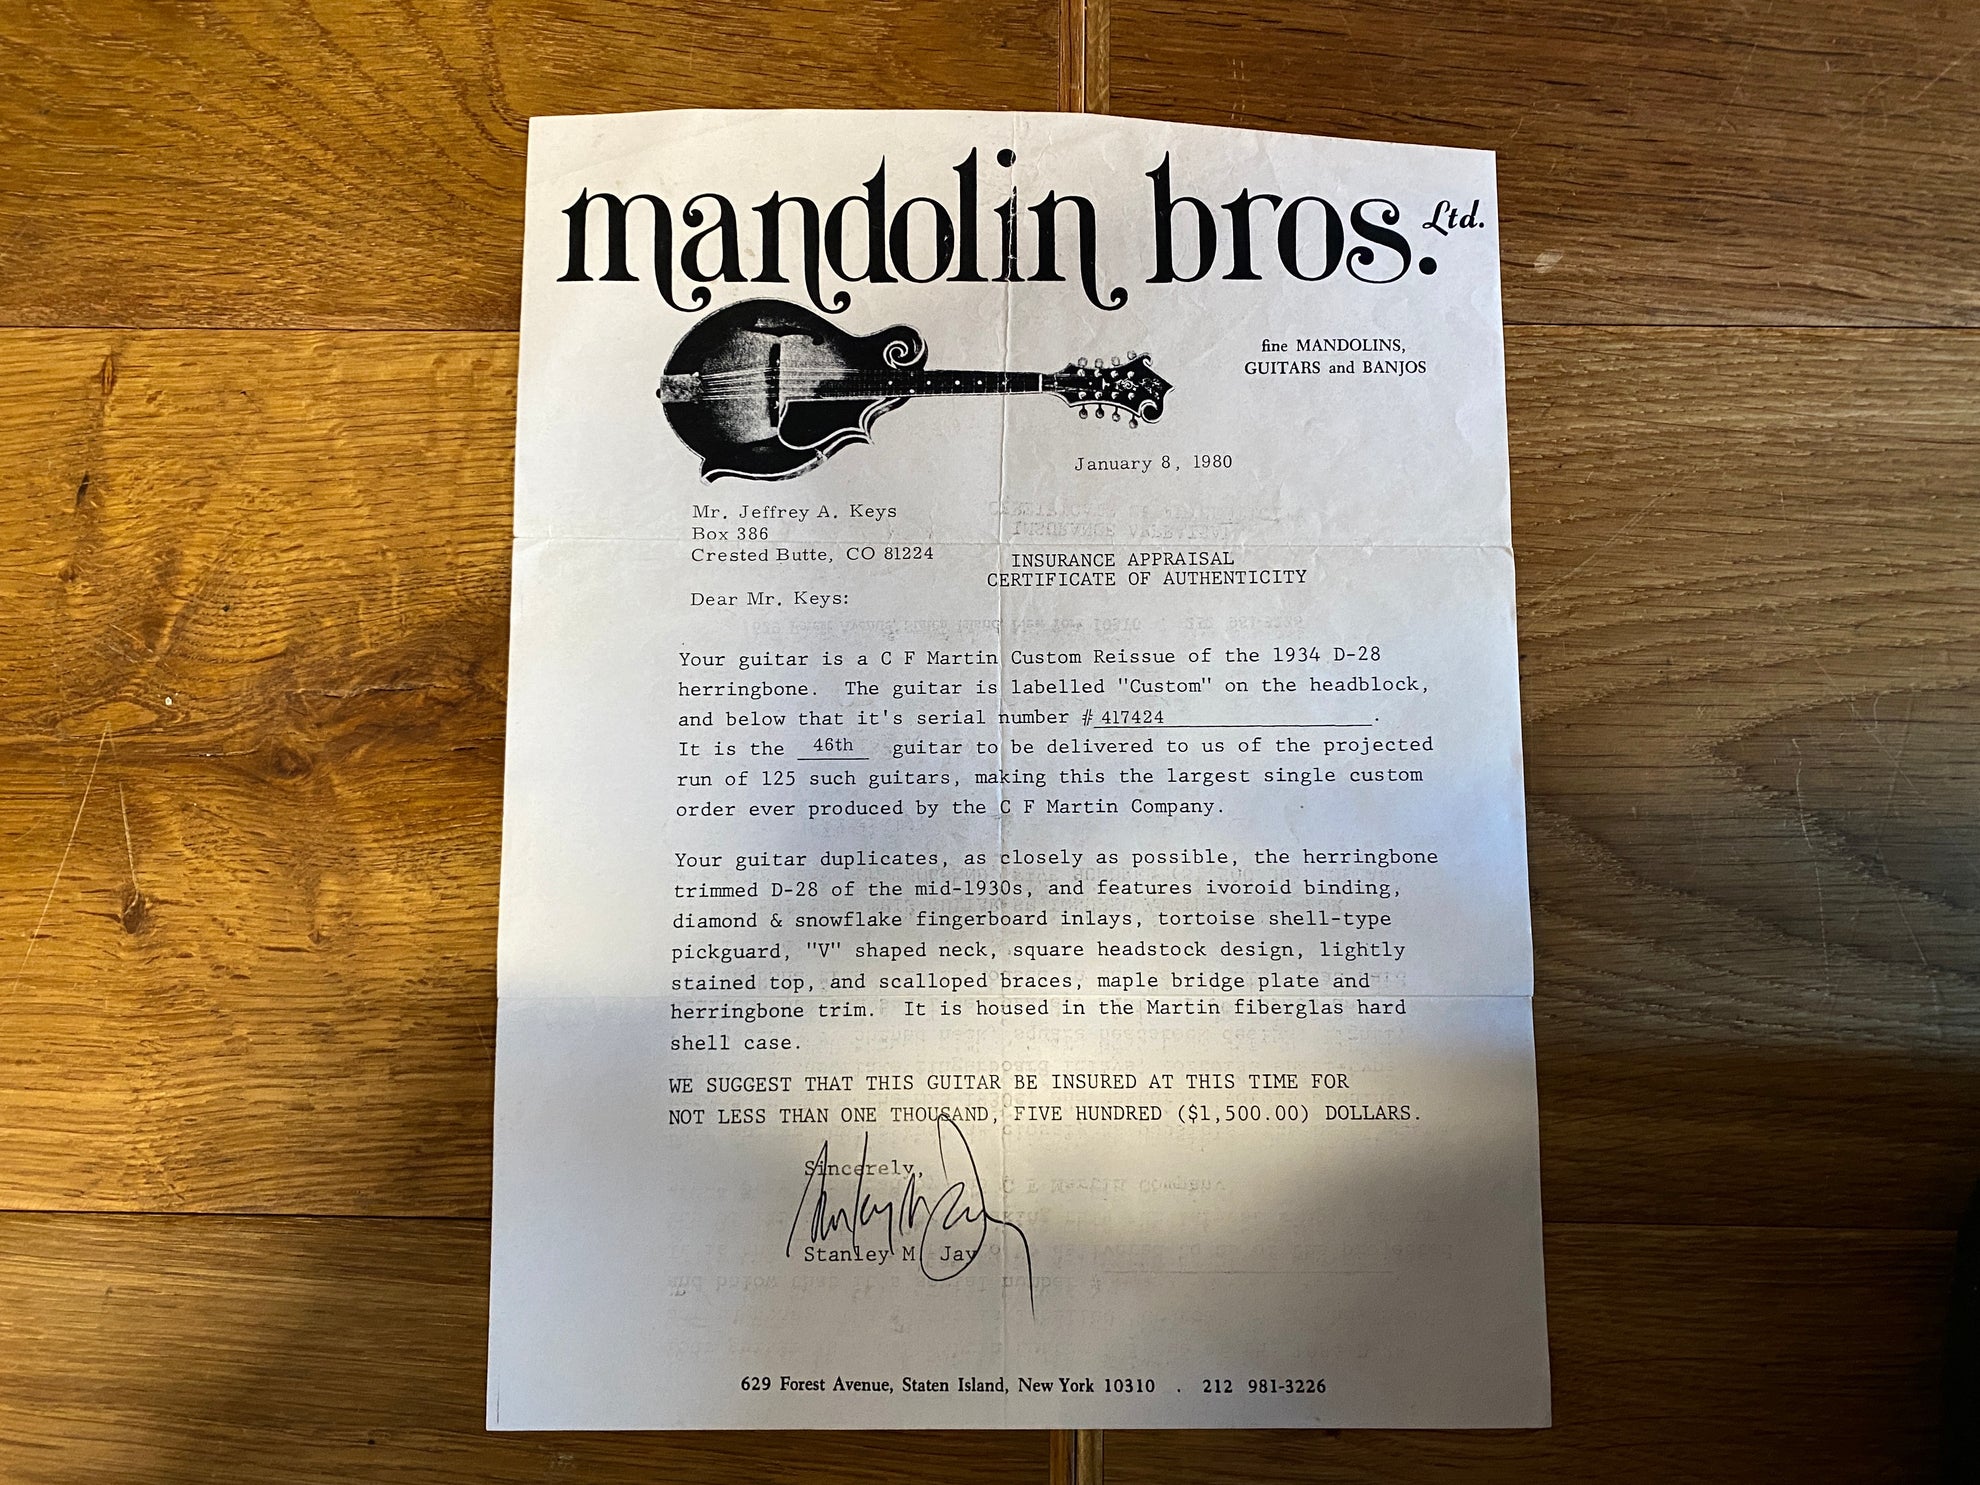 mandolin bros. Ltd.
fine MANDOLINS,
GUITARS and BANJOS
January 8, 1980
Mr. Jeffrey A. Keys
Box 386
Crested Butte, CO 81224
INSURANCE APPRAISAL
CERTIFICATE OF AUTHENTICITY
Dear Mr. Keys:
Your guitar is a C F Martin Custom Reissue of the 1934 D-28
herringbone. The guitar is labelled "Custom" on the headblock,
and below that it's serial number # 417424.
It is the 46th guitar to be delivered to us of the projected
run of 125 such guitars, making this the largest single custom
order ever produced by the C F Martin Company.
Your guitar duplicates, as closely as possible, the herringbone
trimmed D-28 of the mid-1930s, and features ivoroid binding,
diamond & snowflake fingerboard inlays, tortoise shell-type
pickguard, "V" shaped neck, square headstock design, lightly
stained top, and scalloped braces, maple bridge plate and
herringbone trim. It is housed in the Martin fiberglas hard
shell case.
WE SUGGEST THAT THIS GUITAR BE INSURED AT THIS TIME FOR
NOT LESS THAN ONE THOUSAND, FIVE HUNDRED ($1,500.00) DOLLARS.
Sincerely,
Stanley M. Jay
629 Forest Avenue, Staten Island, New York 10310 . 212 981-3226